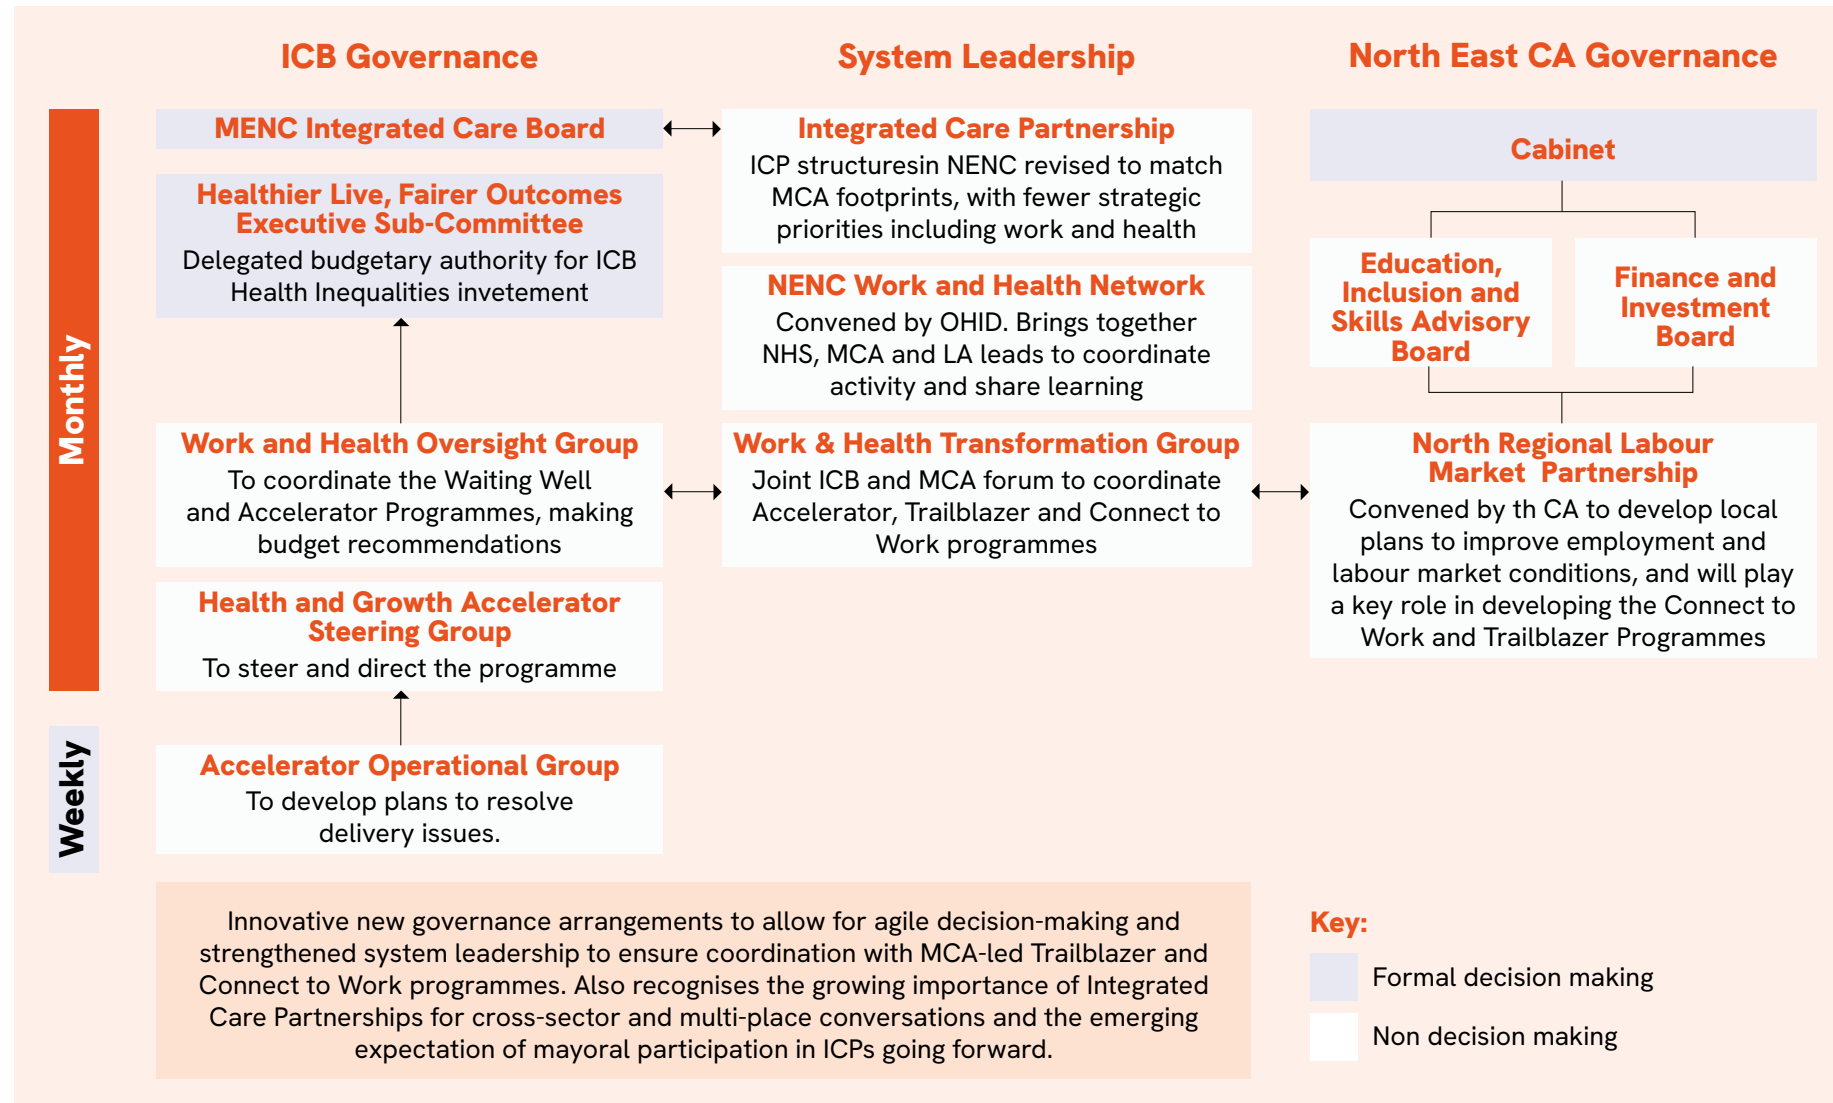 ICB Governance
System Leadership
North East CA Governance
Monthly
Weekly
MENC Integrated Care Board
Healthier Live, Fairer Outcomes
Executive Sub-Committee
Delegated budgetary authority for ICB
Health Inequalities invetement
Work and Health Oversight Group
To coordinate the Waiting Well
and Accelerator Programmes, making
budget recommendations
Health and Growth Accelerator
Steering Group
To steer and direct the programme
Accelerator Operational Group
To develop plans to resolve
delivery issues.
Integrated Care Partnership
ICP structuresin NENC revised to match
MCA footprints, with fewer strategic
priorities including work and health
NENC Work and Health Network
Convened by OHID. Brings together
NHS, MCA and LA leads to coordinate
activity and share learning
Work & Health Transformation Group
Joint ICB and MCA forum to coordinate
Accelerator, Trailblazer and Connect to
Work programmes
Cabinet
Education,
Inclusion and
Skills Advisory
Board
Finance and
Investment
Board
North Regional Labour
Market Partnership
Convened by th CA to develop local
plans to improve employment and
labour market conditions, and will play
a key role in developing the Connect to
Work and Trailblazer Programmes
Innovative new governance arrangements to allow for agile decision-making and
strengthened system leadership to ensure coordination with MCA-led Trailblazer and
Connect to Work programmes. Also recognises the growing importance of Integrated
Care Partnerships for cross-sector and multi-place conversations and the emerging
expectation of mayoral participation in ICPs going forward.
Key:
Formal decision making
Non decision making